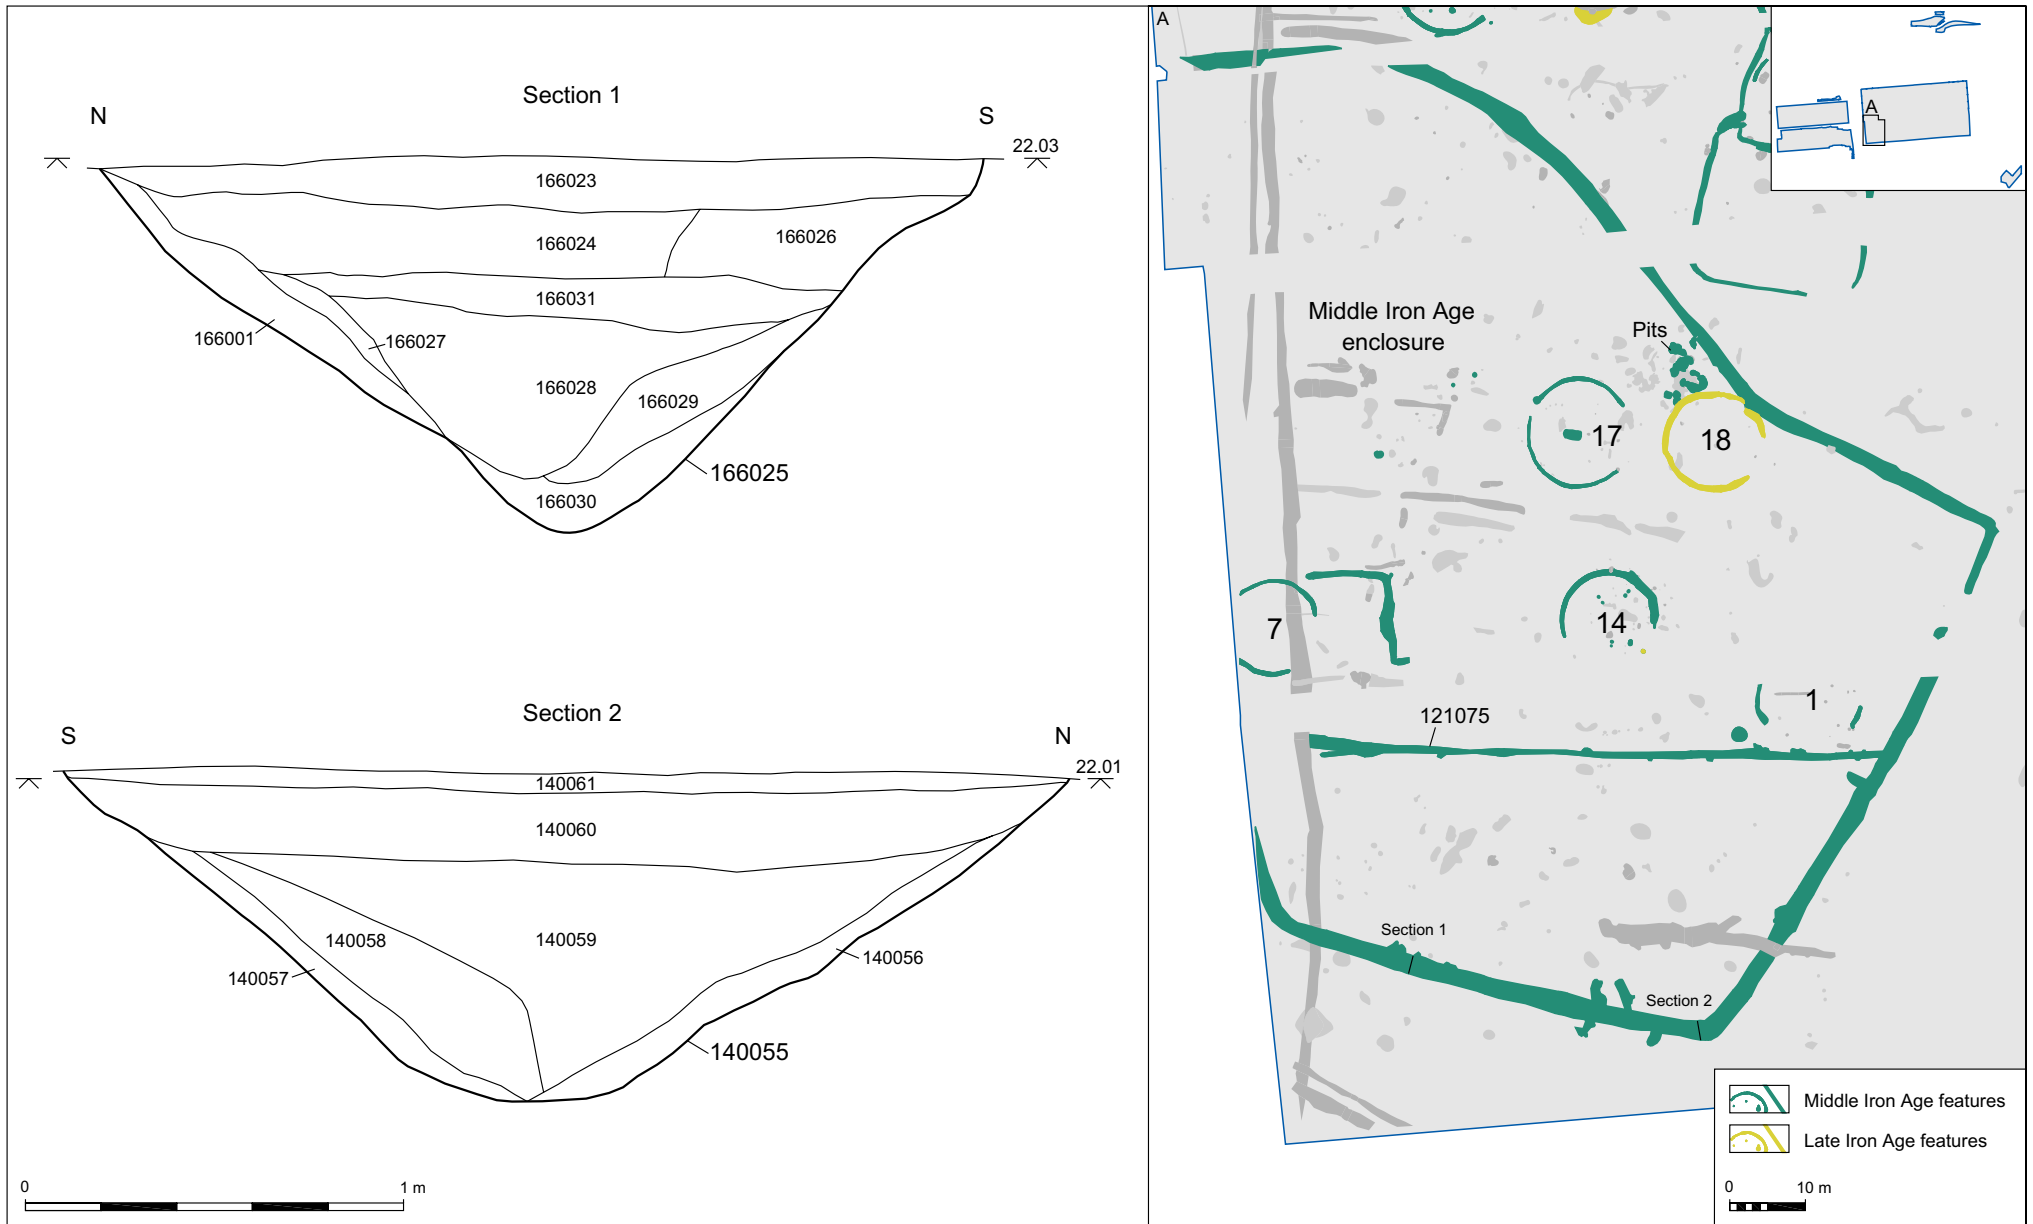 Section 1
N
S
22.03
166023
166024
166026
166031
166001
166027
166028
166029
166025
166030
Section 2
S
N
22.01
140061
140060
140058
140059
140057
140056
140055
0
1 m
A
A
Middle Iron Age
enclosure
Pits
17
18
7
14
1
121075
Section 1
Section 2
Middle Iron Age features
Late Iron Age features
0
10 m